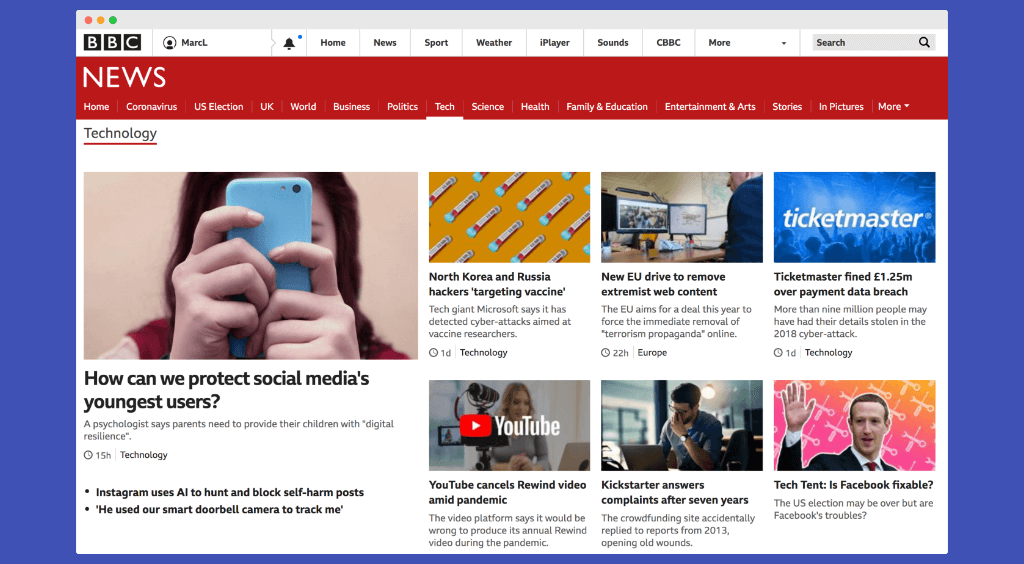 BBC
MarcL
Home
News
Sport
Weather
iPlayer
Sounds
CBBC
More
Search
NEWS
Home
Coronavirus
US Election
UK
World
Business
Politics
Tech
Science
Health
Family & Education
Entertainment & Arts
Stories
In Pictures
More
Technology
How can we protect social media's
youngest users?
A psychologist says parents need to provide their children with "digital
resilience".
15h
Technology
Instagram uses AI to hunt and block self-harm posts
'He used our smart doorbell camera to track me'
North Korea and Russia
hackers 'targeting vaccine'
Tech giant Microsoft says it has
detected cyber-attacks aimed at
vaccine researchers.
1d
Technology
New EU drive to remove
extremist web content
The EU aims for a deal this year to
force the immediate removal of
"terrorism propaganda" online.
22h
Europe
ticketmaster®
Ticketmaster fined £1.25m
over payment data breach
More than nine million people may
have had their details stolen in the
2018 cyber-attack.
1d
Technology
YouTube
YouTube cancels Rewind video
amid pandemic
The video platform says it would be
wrong to produce its annual Rewind
video during the pandemic.
Kickstarter answers
complaints after seven years
The crowdfunding site accidentally
replied to reports from 2013,
opening old wounds.
Tech Tent: Is Facebook fixable?
The US election may be over but are
Facebook's troubles?